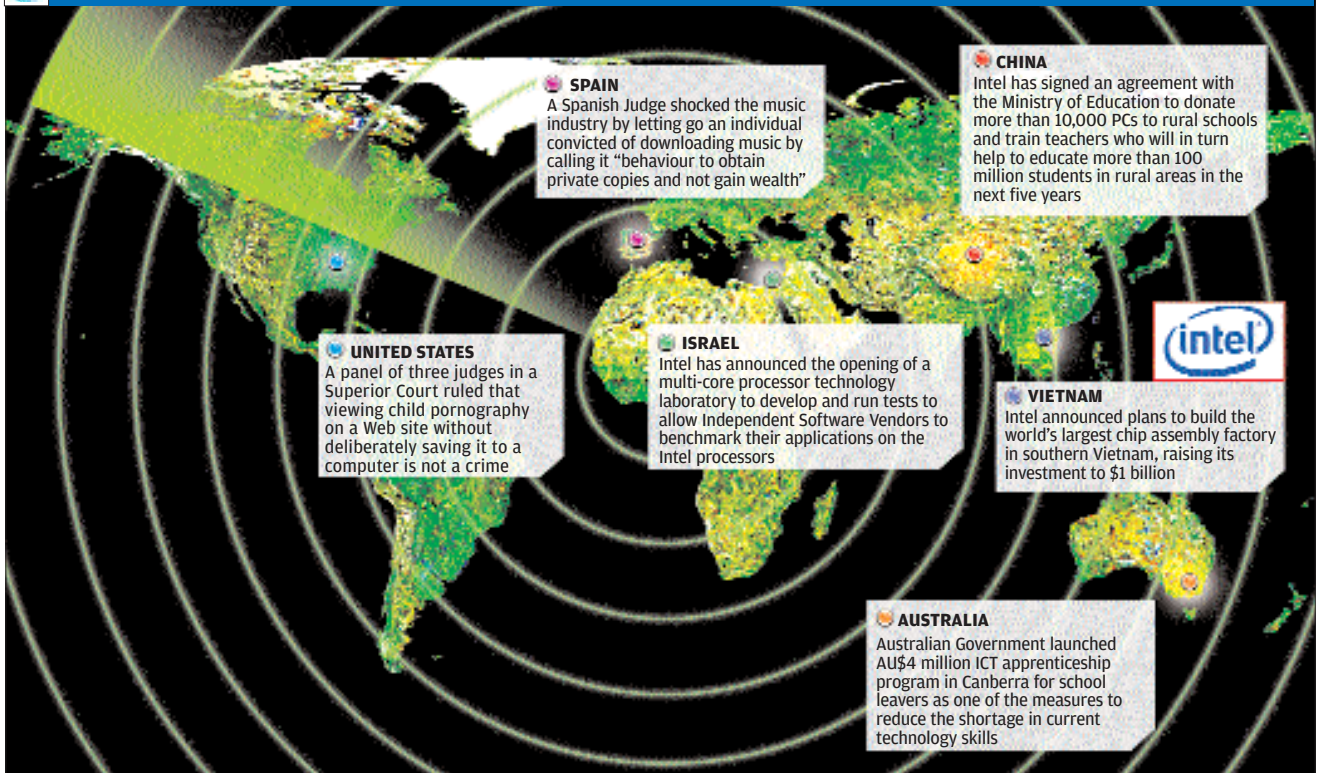 SPAIN
A Spanish Judge shocked the music
industry by letting go an individual
convicted of downloading music by
calling it “behaviour to obtain
private copies and not gain wealth”
CHINA
Intel has signed an agreement with
the Ministry of Education to donate
more than 10,000 PCs to rural schools
and train teachers who will in turn
help to educate more than 100
million students in rural areas in the
next five years
UNITED STATES
A panel of three judges in a
Superior Court ruled that
viewing child pornography
on a Web site without
deliberately saving it to a
computer is not a crime
ISRAEL
Intel has announced the opening of a
multi-core processor technology
laboratory to develop and run tests to
allow Independent Software Vendors to
benchmark their applications on the
Intel processors
intel
VIETNAM
Intel announced plans to build the
world’s largest chip assembly factory
in southern Vietnam, raising its
investment to $1 billion
AUSTRALIA
Australian Government launched
AU$4 million ICT apprenticeship
program in Canberra for school
leavers as one of the measures to
reduce the shortage in current
technology skills